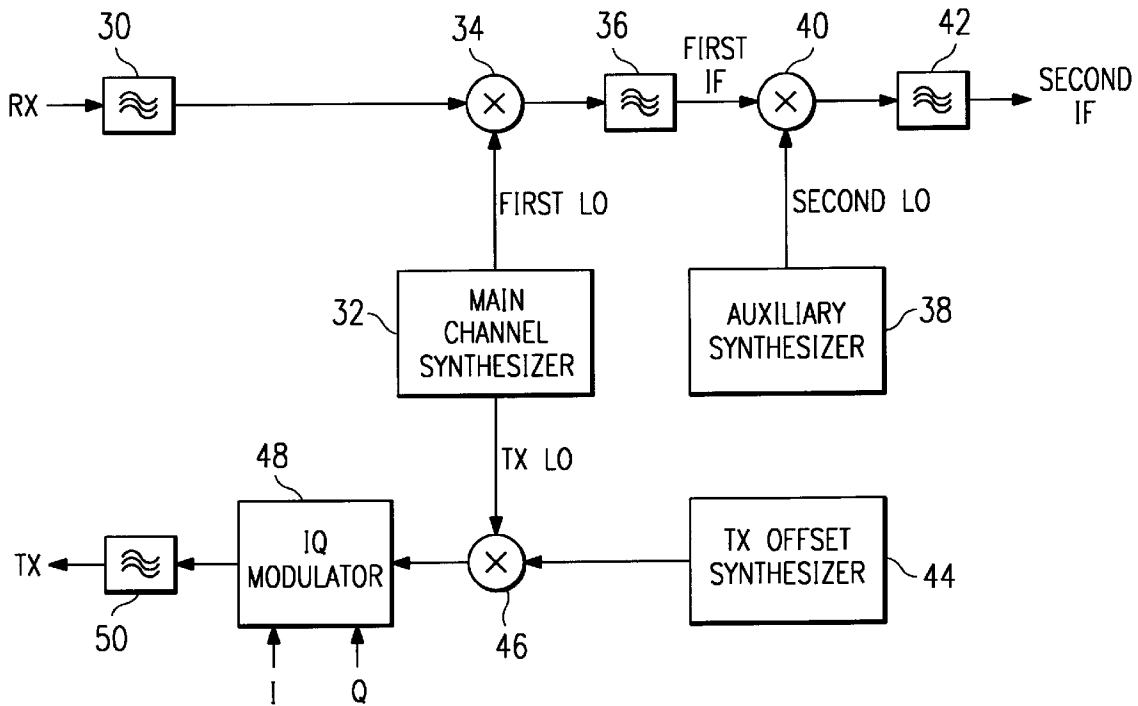 30
34
36
FIRST
IF
40
42
RX
SECOND
IF
FIRST LO
SECOND LO
32
MAIN
CHANNEL
SYNTHESIZER
AUXILIARY
SYNTHESIZER
38
TX LO
48
TX
IQ
MODULATOR
TX OFFSET
SYNTHESIZER
44
50
46
I
Q